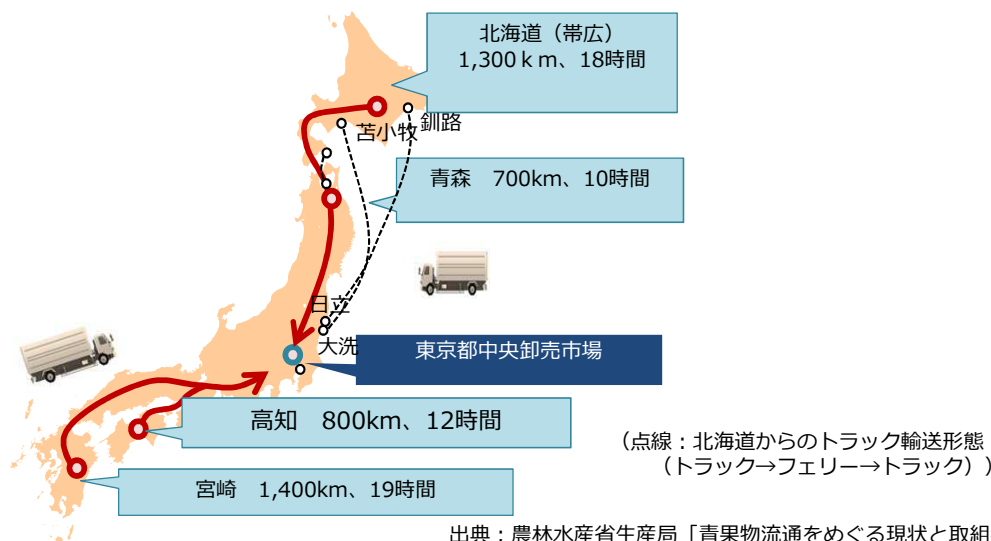 北海道（帯広）
1,300ｋｍ、18時間
苫小牧
釧路
青森　700km、10時間
日立
大洗
東京都中央卸売市場
高知　800km、12時間
（点線：北海道からのトラック輸送形態
（トラック→フェリー→トラック））
宮崎　1,400km、19時間
出典：農林水産省生産局「青果物流通をめぐる現状と取組